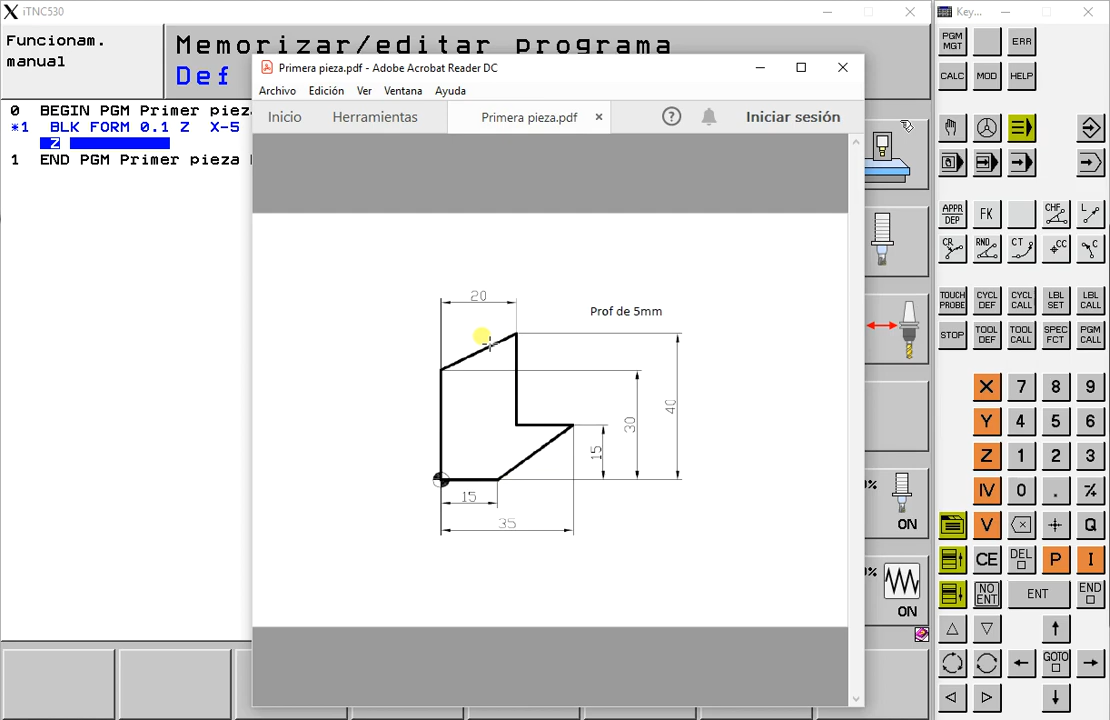 iTNC530
Key...
Funcionam.
manual
Memorizar/editar programa
Def
0 BEGIN PGM Primer piez
*1 BLK FORM 0.1 Z X-5
Z
1 END PGM Primer pieza
Primera pieza.pdf - Adobe Acrobat Reader DC
Archivo Edición Ver Ventana Ayuda
Inicio Herramientas Primera pieza.pdf × ? Iniciar sesión
20
Prof de 5mm
40
30
15
15
35
%
ON
%
ON
PGM MGT ERR
CALC MOD HELP
APPR DEP FK CHF L
CR RND CT CC C
TOUCH PROBE CYCL DEF CYCL CALL LBL SET LBL CALL
STOP TOOL DEF TOOL CALL SPEC FCT PGM CALL
X 7 8 9
Y 4 5 6
Z 1 2 3
IV 0 . -/+
V Q
CE DEL P I
NO ENT ENT END
GOTO